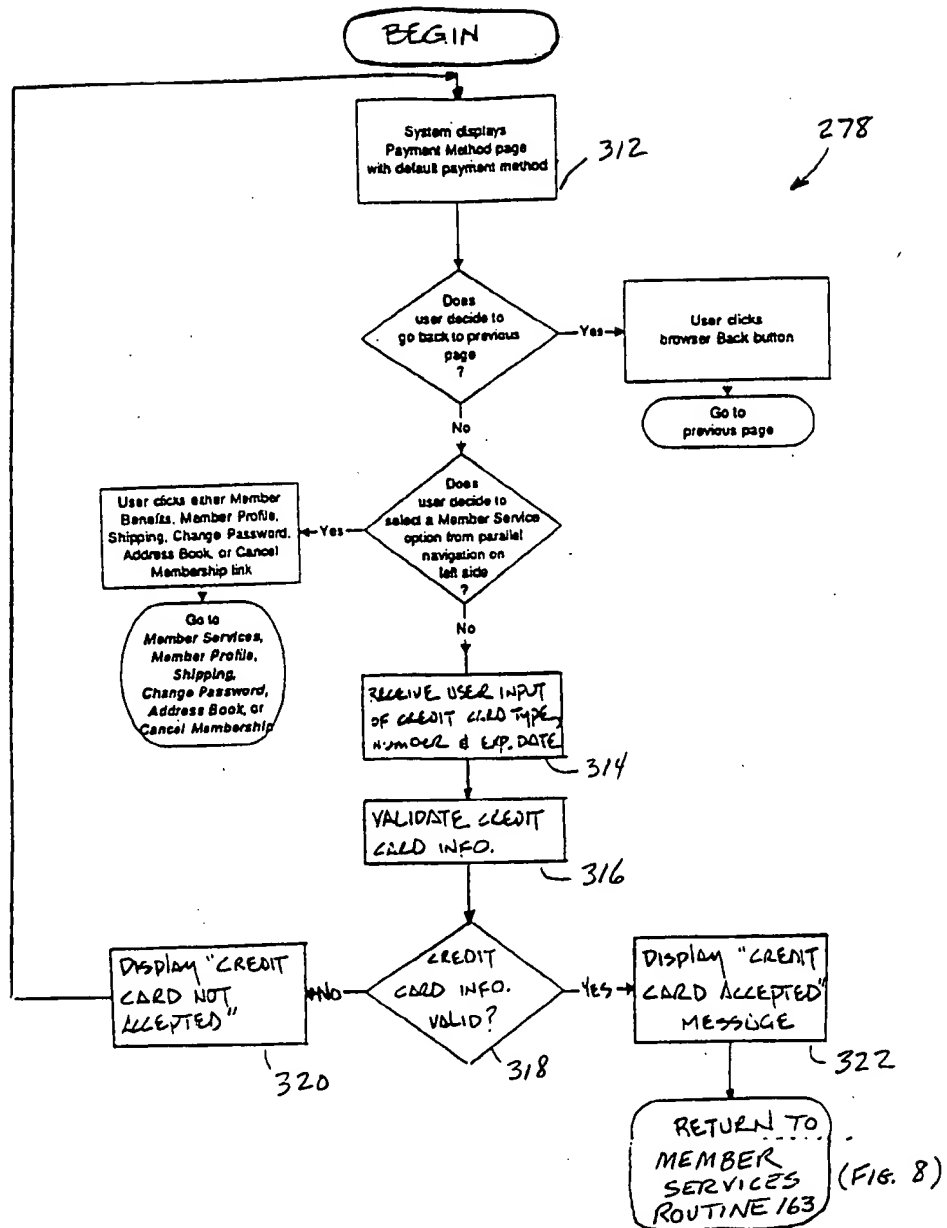 BEGIN
System displays
Payment Method page
with default payment method
312
278
Does
user decide to
go back to previous
page
?
Yes
User clicks
browser Back button
Go to
previous page
No
Does
user decide to
select a Member Service
option from parallel
navigation on
left side
?
Yes
User clicks either Member
Benefits, Member Profile,
Shipping, Change Password,
Address Book, or Cancel
Membership link
Go to
Member Services,
Member Profile,
Shipping,
Change Password,
Address Book, or
Cancel Membership
No
RECEIVE USER INPUT
OF CREDIT CARD TYPE,
NUMBER & EXP. DATE
314
VALIDATE CREDIT
CARD INFO.
316
CREDIT
CARD INFO.
VALID?
318
NO
DISPLAY "CREDIT
CARD NOT
ACCEPTED"
320
YES
DISPLAY "CREDIT
CARD ACCEPTED"
MESSAGE
322
RETURN TO
MEMBER
SERVICES
ROUTINE 163
(FIG. 8)